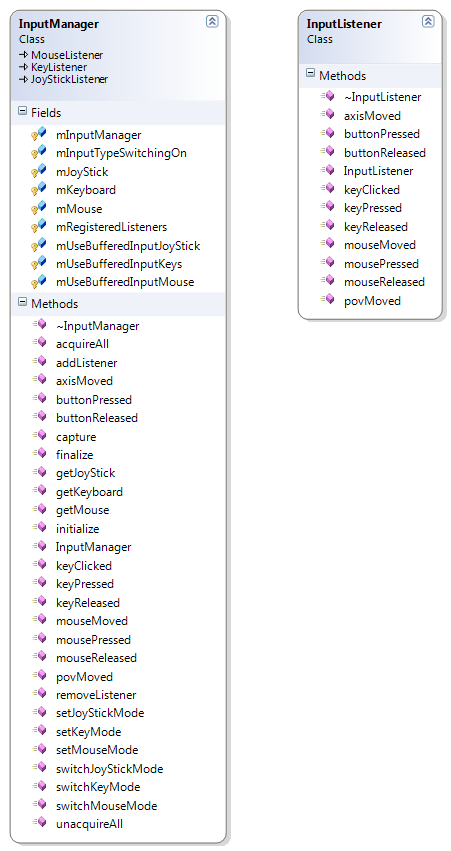 InputManager
Class
MouseListener
KeyListener
JoyStickListener
Fields
mInputManager
mInputTypeSwitchingOn
mJoyStick
mKeyboard
mMouse
mRegisteredListeners
mUseBufferedInputJoyStick
mUseBufferedInputKeys
mUseBufferedInputMouse
Methods
~InputManager
acquireAll
addListener
axisMoved
buttonPressed
buttonReleased
capture
finalize
getJoyStick
getKeyboard
getMouse
initialize
InputManager
keyClicked
keyPressed
keyReleased
mouseMoved
mousePressed
mouseReleased
povMoved
removeListener
setJoyStickMode
setKeyMode
setMouseMode
switchJoyStickMode
switchKeyMode
switchMouseMode
unacquireAll
InputListener
Class
Methods
~InputListener
axisMoved
buttonPressed
buttonReleased
InputListener
keyClicked
keyPressed
keyReleased
mouseMoved
mousePressed
mouseReleased
povMoved